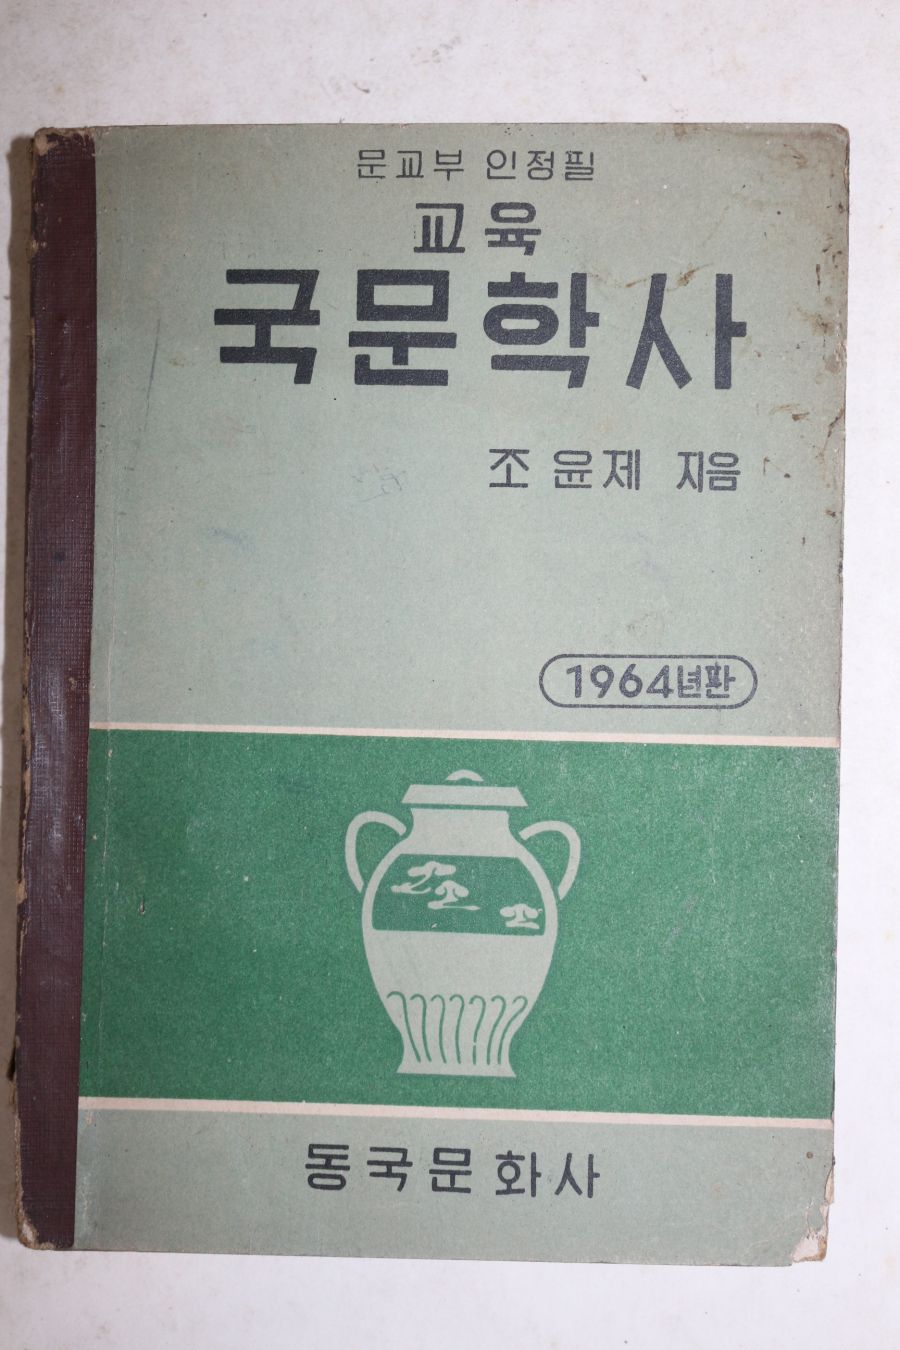 문교부 인정필
교육
국문학사
조윤제 지음
1964년판
동국문화사